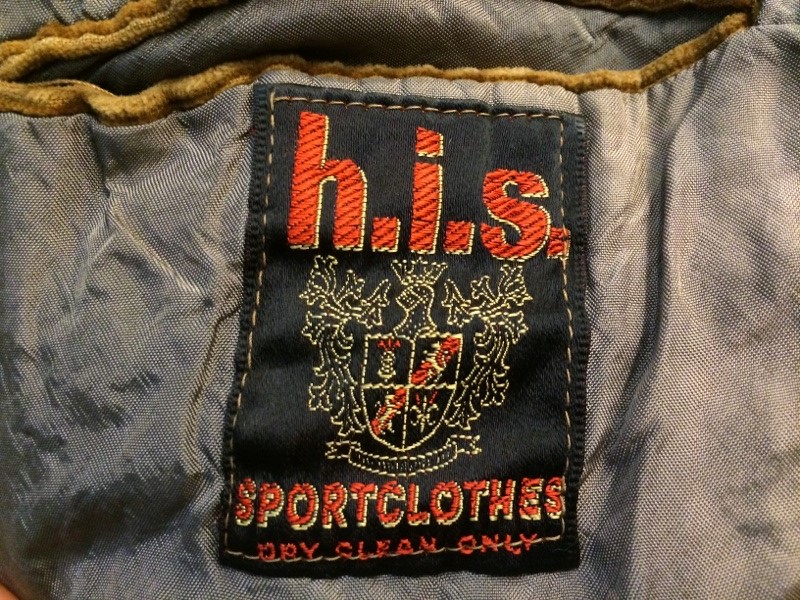 h.i.s.
SPORTCLOTHES
DRY CLEAN ONLY